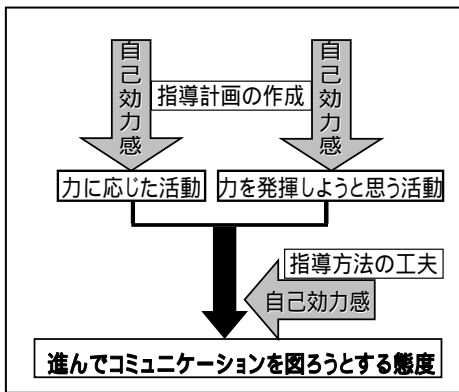 自己効力感
自己効力感
指導計画の作成
力に応じた活動
力を発揮しようと思う活動
指導方法の工夫
自己効力感
進んでコミュニケーションを図ろうとする態度